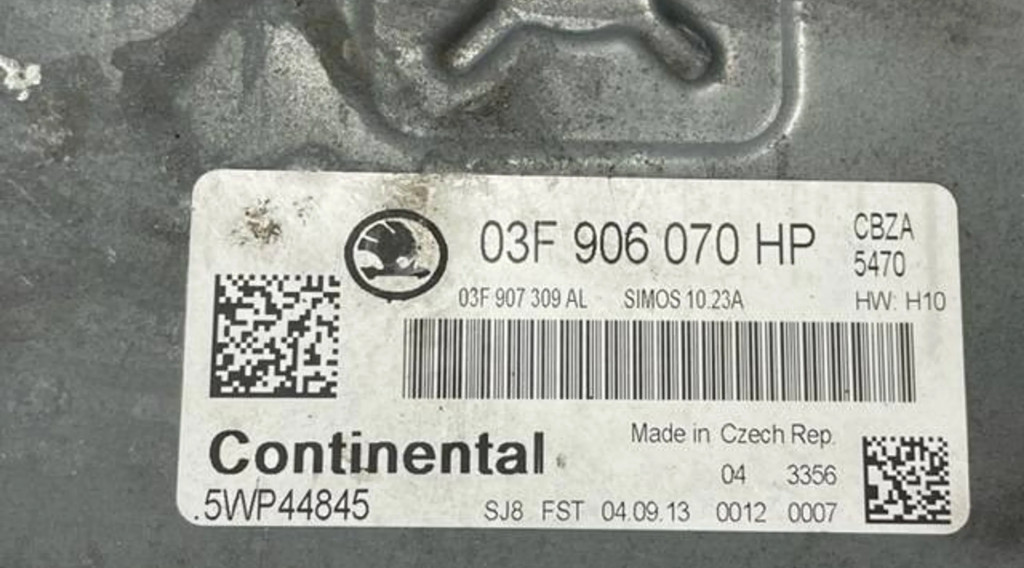 03F 906 070 HP
CBZA
5470
03F 907 309 AL SIMOS 10.23A HW: H10
Continental
Made in Czech Rep.
04 3356
.5WP44845
SJ8 FST 04.09.13 0012 0007